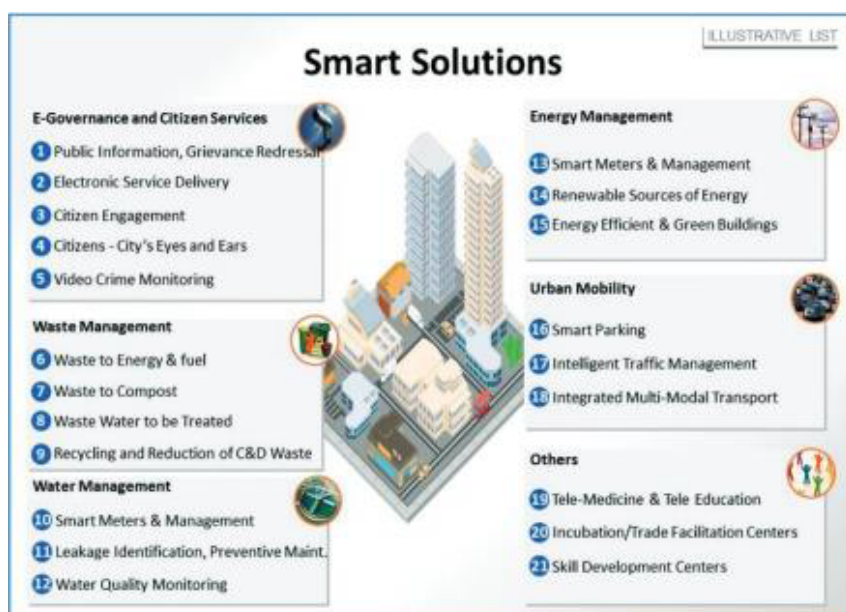 ILLUSTRATIVE LIST
Smart Solutions
E-Governance and Citizen Services
1 Public Information, Grievance Redressal
2 Electronic Service Delivery
3 Citizen Engagement
4 Citizens - City's Eyes and Ears
5 Video Crime Monitoring
Waste Management
6 Waste to Energy & fuel
7 Waste to Compost
8 Waste Water to be Treated
9 Recycling and Reduction of C&D Waste
Water Management
10 Smart Meters & Management
11 Leakage Identification, Preventive Maint.
12 Water Quality Monitoring
Energy Management
13 Smart Meters & Management
14 Renewable Sources of Energy
15 Energy Efficient & Green Buildings
Urban Mobility
16 Smart Parking
17 Intelligent Traffic Management
18 Integrated Multi-Modal Transport
Others
19 Tele-Medicine & Tele Education
20 Incubation/Trade Facilitation Centers
21 Skill Development Centers